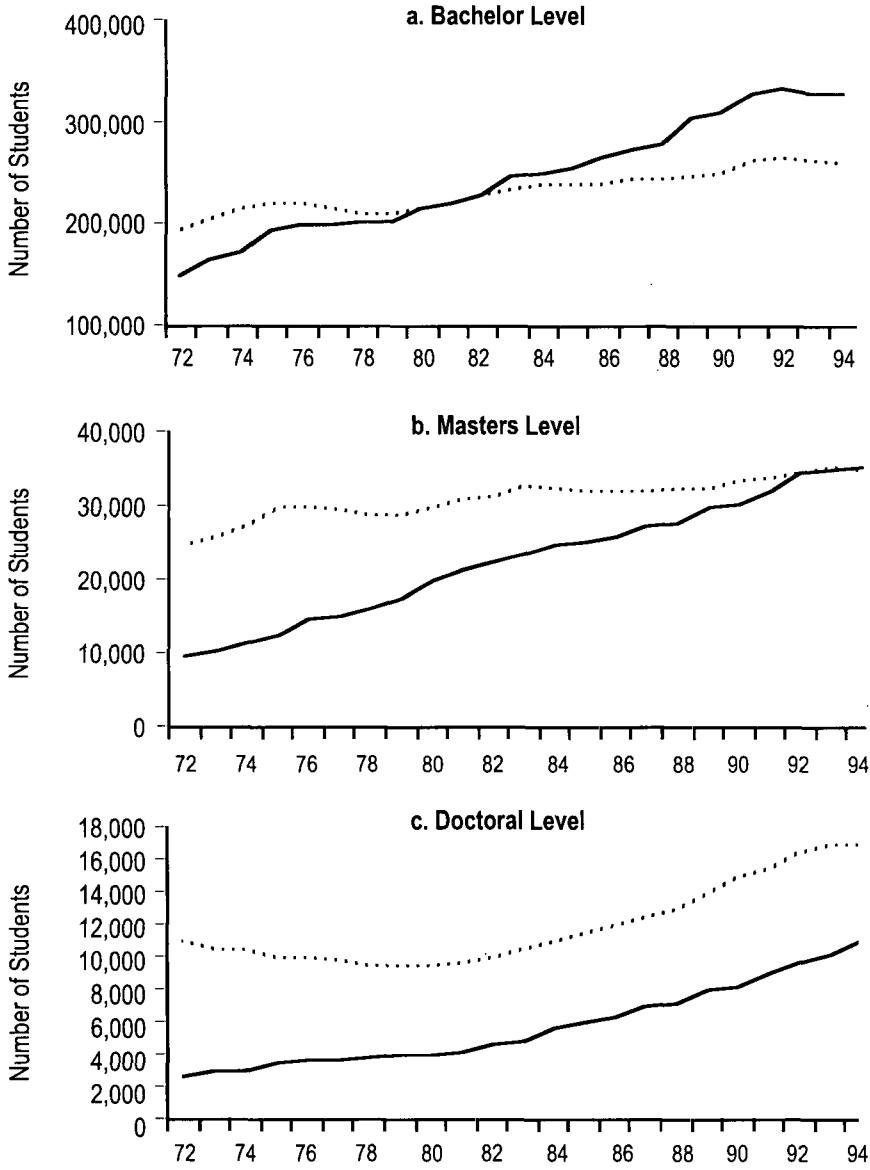 a. Bachelor Level
Number of Students
400,000
300,000
200,000
100,000
72 74 76 78 80 82 84 86 88 90 92 94
b. Masters Level
Number of Students
40,000
30,000
20,000
10,000
0
72 74 76 78 80 82 84 86 88 90 92 94
c. Doctoral Level
Number of Students
18,000
16,000
14,000
12,000
10,000
8,000
6,000
4,000
2,000
0
72 74 76 78 80 82 84 86 88 90 92 94